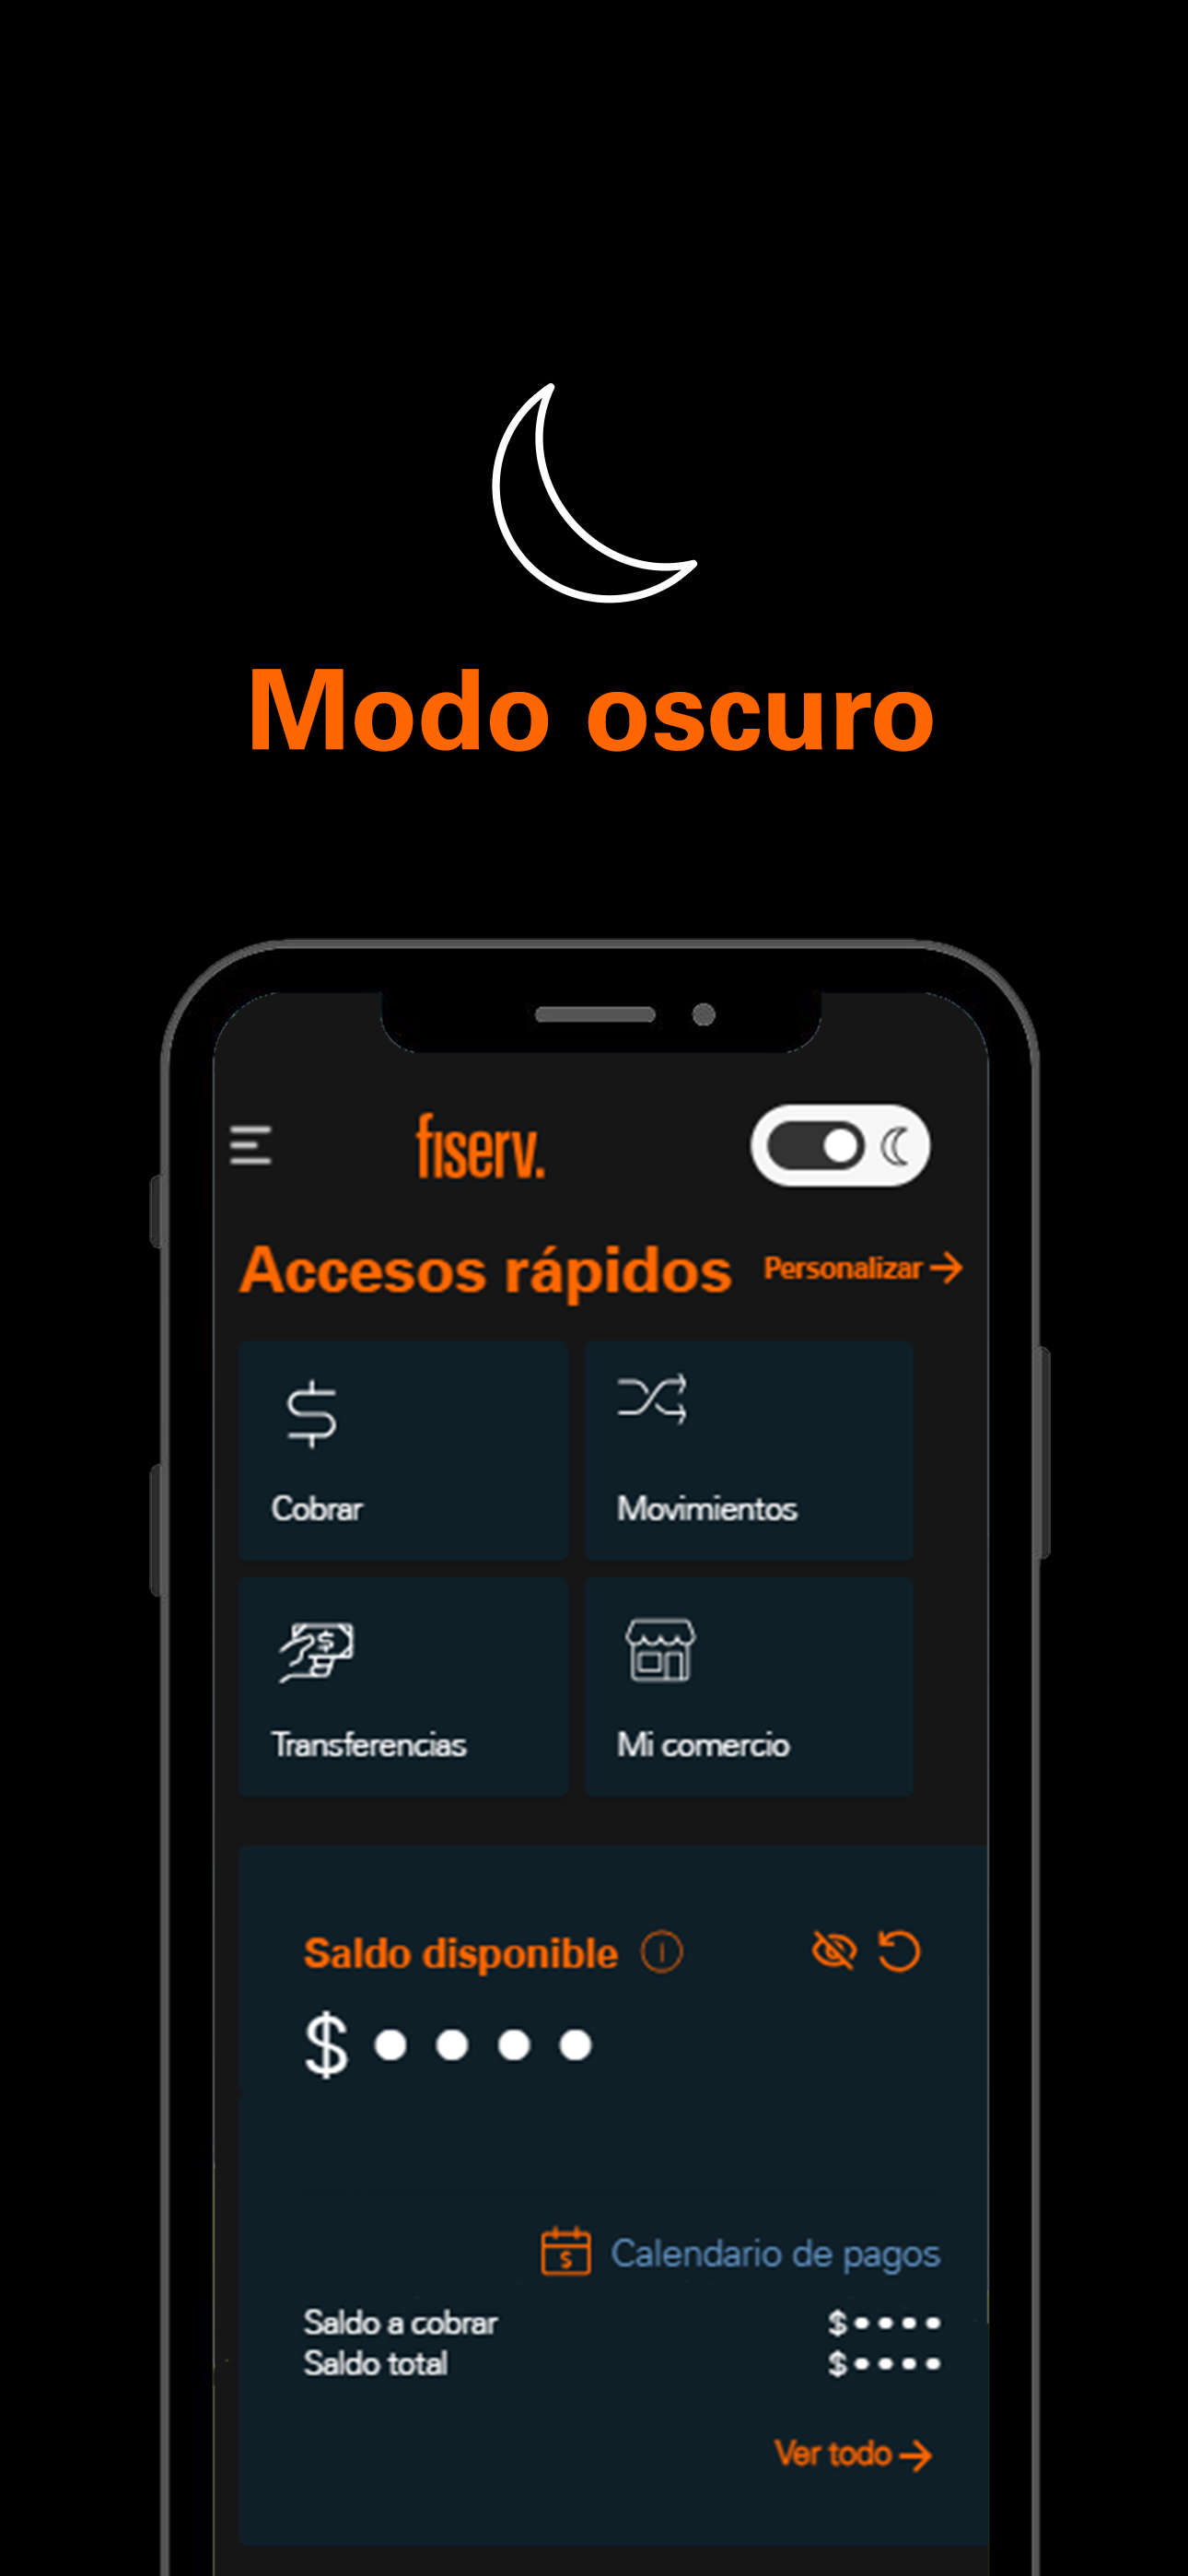 Modo oscuro
fiserv.
Accesos rápidos
Personalizar
Cobrar
Movimientos
Transferencias
Mi comercio
Saldo disponible
$ • • • •
Calendario de pagos
Saldo a cobrar $ • • • •
Saldo total $ • • • •
Ver todo